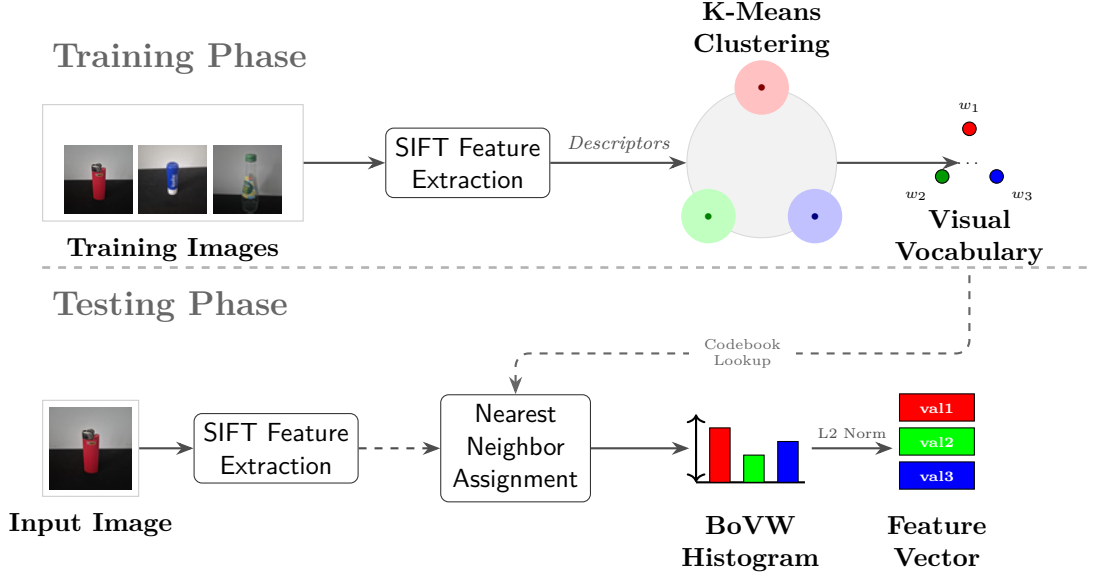 Training Phase
K-Means
Clustering
SIFT Feature
Extraction
Descriptors
w1
w2
w3
...
Training Images
Visual
Vocabulary
Testing Phase
Codebook
Lookup
SIFT Feature
Extraction
Nearest
Neighbor
Assignment
L2 Norm
val1
val2
val3
Input Image
BoVW
Histogram
Feature
Vector